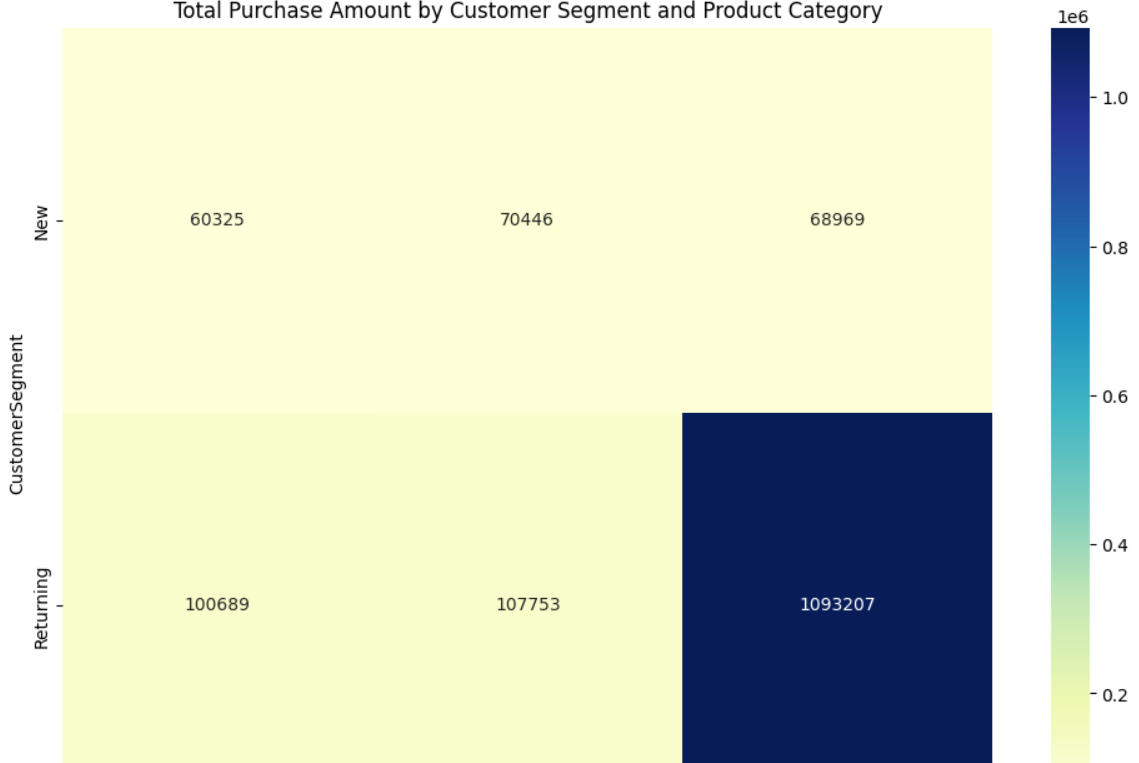 Total Purchase Amount by Customer Segment and Product Category
1e6
1.0
New
60325
70446
68969
0.8
0.6
CustomerSegment
0.4
Returning
100689
107753
1093207
0.2